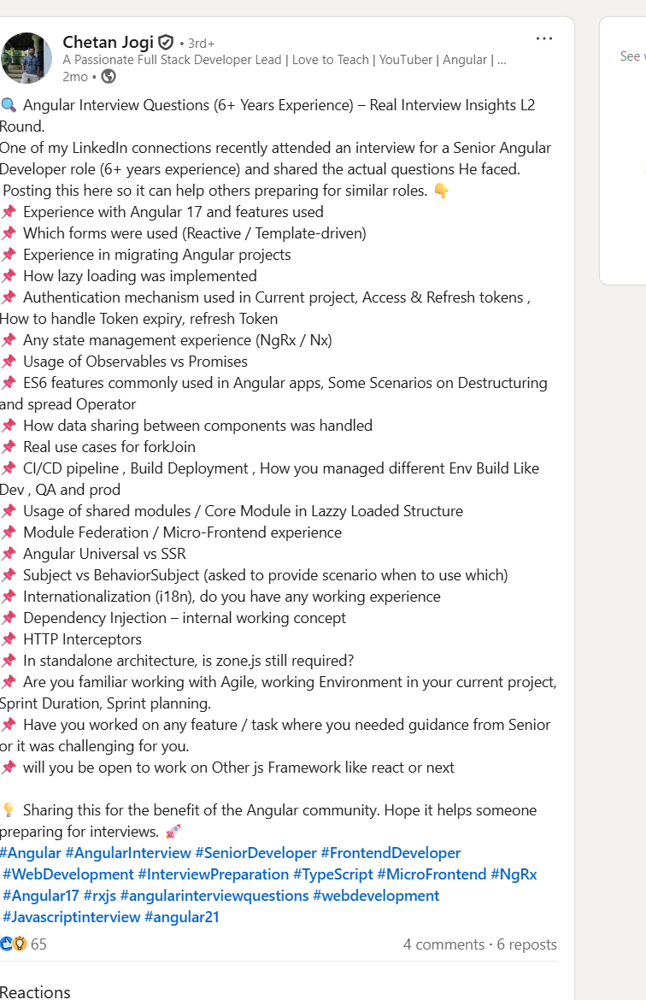 Chetan Jogi • 3rd+
A Passionate Full Stack Developer Lead | Love to Teach | YouTuber | Angular | ...
2mo •
See
🔍 Angular Interview Questions (6+ Years Experience) – Real Interview Insights L2
Round.
One of my LinkedIn connections recently attended an interview for a Senior Angular
Developer role (6+ years experience) and shared the actual questions He faced.
Posting this here so it can help others preparing for similar roles. 👇
📌 Experience with Angular 17 and features used
📌 Which forms were used (Reactive / Template-driven)
📌 Experience in migrating Angular projects
📌 How lazy loading was implemented
📌 Authentication mechanism used in Current project, Access & Refresh tokens ,
How to handle Token expiry, refresh Token
📌 Any state management experience (NgRx / Nx)
📌 Usage of Observables vs Promises
📌 ES6 features commonly used in Angular apps, Some Scenarios on Destructuring
and spread Operator
📌 How data sharing between components was handled
📌 Real use cases for forkJoin
📌 CI/CD pipeline , Build Deployment , How you managed different Env Build Like
Dev , QA and prod
📌 Usage of shared modules / Core Module in Lazzy Loaded Structure
📌 Module Federation / Micro-Frontend experience
📌 Angular Universal vs SSR
📌 Subject vs BehaviorSubject (asked to provide scenario when to use which)
📌 Internationalization (i18n), do you have any working experience
📌 Dependency Injection – internal working concept
📌 HTTP Interceptors
📌 In standalone architecture, is zone.js still required?
📌 Are you familiar working with Agile, working Environment in your current project,
Sprint Duration, Sprint planning.
📌 Have you worked on any feature / task where you needed guidance from Senior
or it was challenging for you.
📌 will you be open to work on Other js Framework like react or next
💡 Sharing this for the benefit of the Angular community. Hope it helps someone
preparing for interviews. 🚀
#Angular #AngularInterview #SeniorDeveloper #FrontendDeveloper
#WebDevelopment #InterviewPreparation #TypeScript #MicroFrontend #NgRx
#Angular17 #rxjs #angularinterviewquestions #webdevelopment
#Javascriptinterview #angular21
65
4 comments · 6 reposts
Reactions